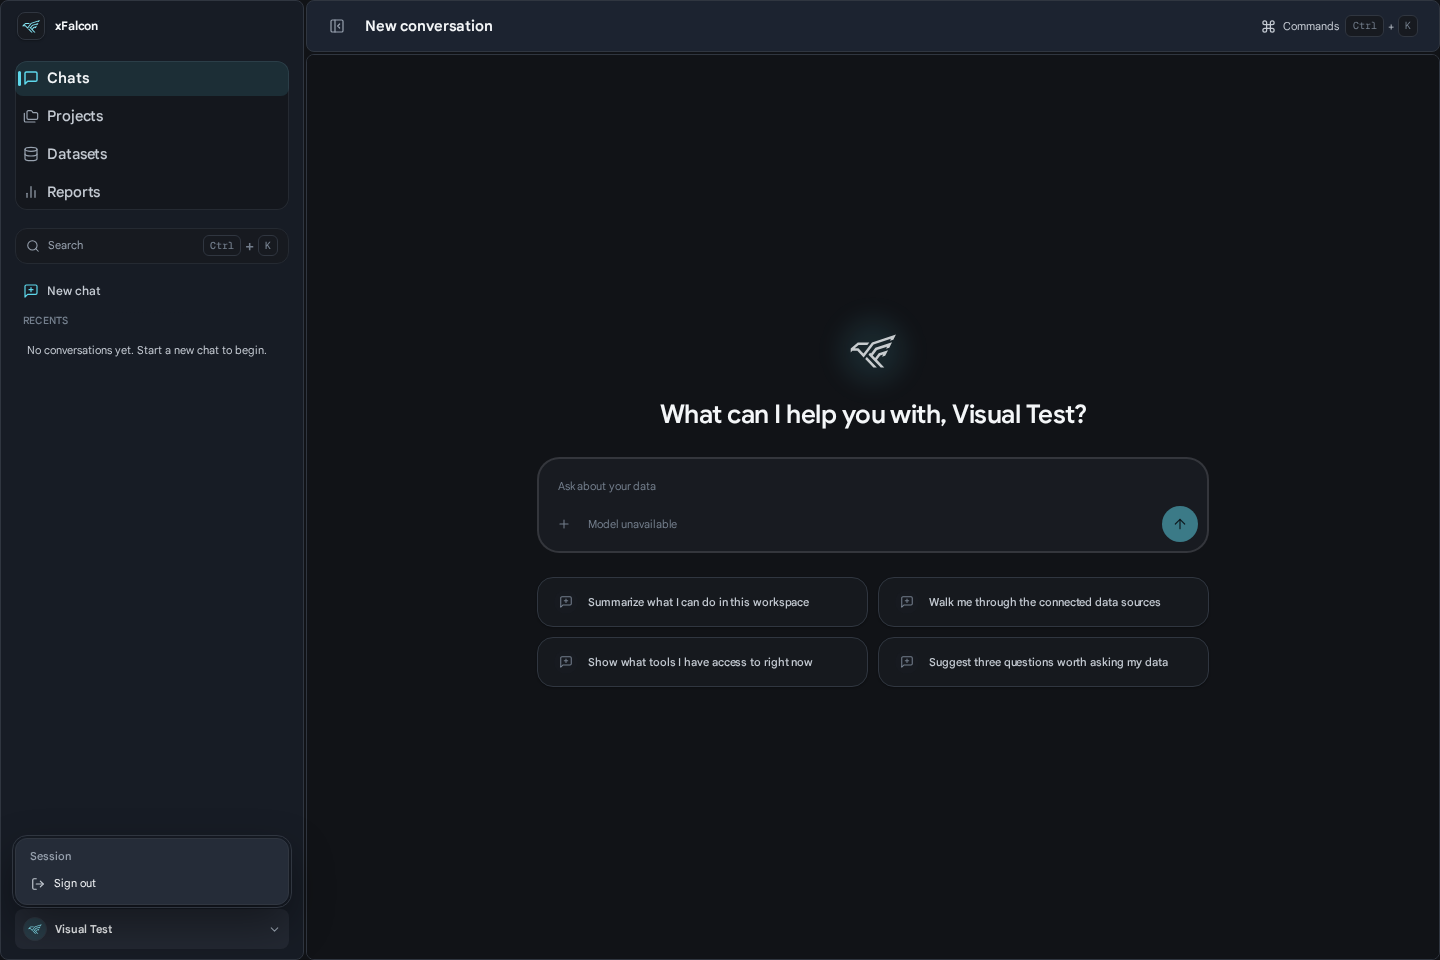 xFalcon
Chats
Projects
Datasets
Reports
Search Ctrl + K
New chat
RECENTS
No conversations yet. Start a new chat to begin.
Session
Sign out
Visual Test
New conversation
Commands Ctrl + K
What can I help you with, Visual Test?
Ask about your data
Model unavailable
Summarize what I can do in this workspace
Walk me through the connected data sources
Show what tools I have access to right now
Suggest three questions worth asking my data